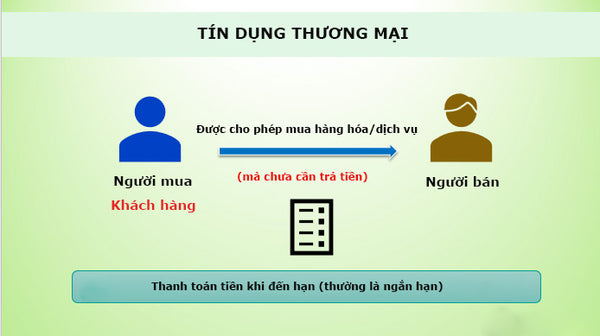 TÍN DỤNG THƯƠNG MẠI
Được cho phép mua hàng hóa/dịch vụ
(mà chưa cần trả tiền)
Người mua
Khách hàng
Người bán
Thanh toán tiền khi đến hạn (thường là ngắn hạn)